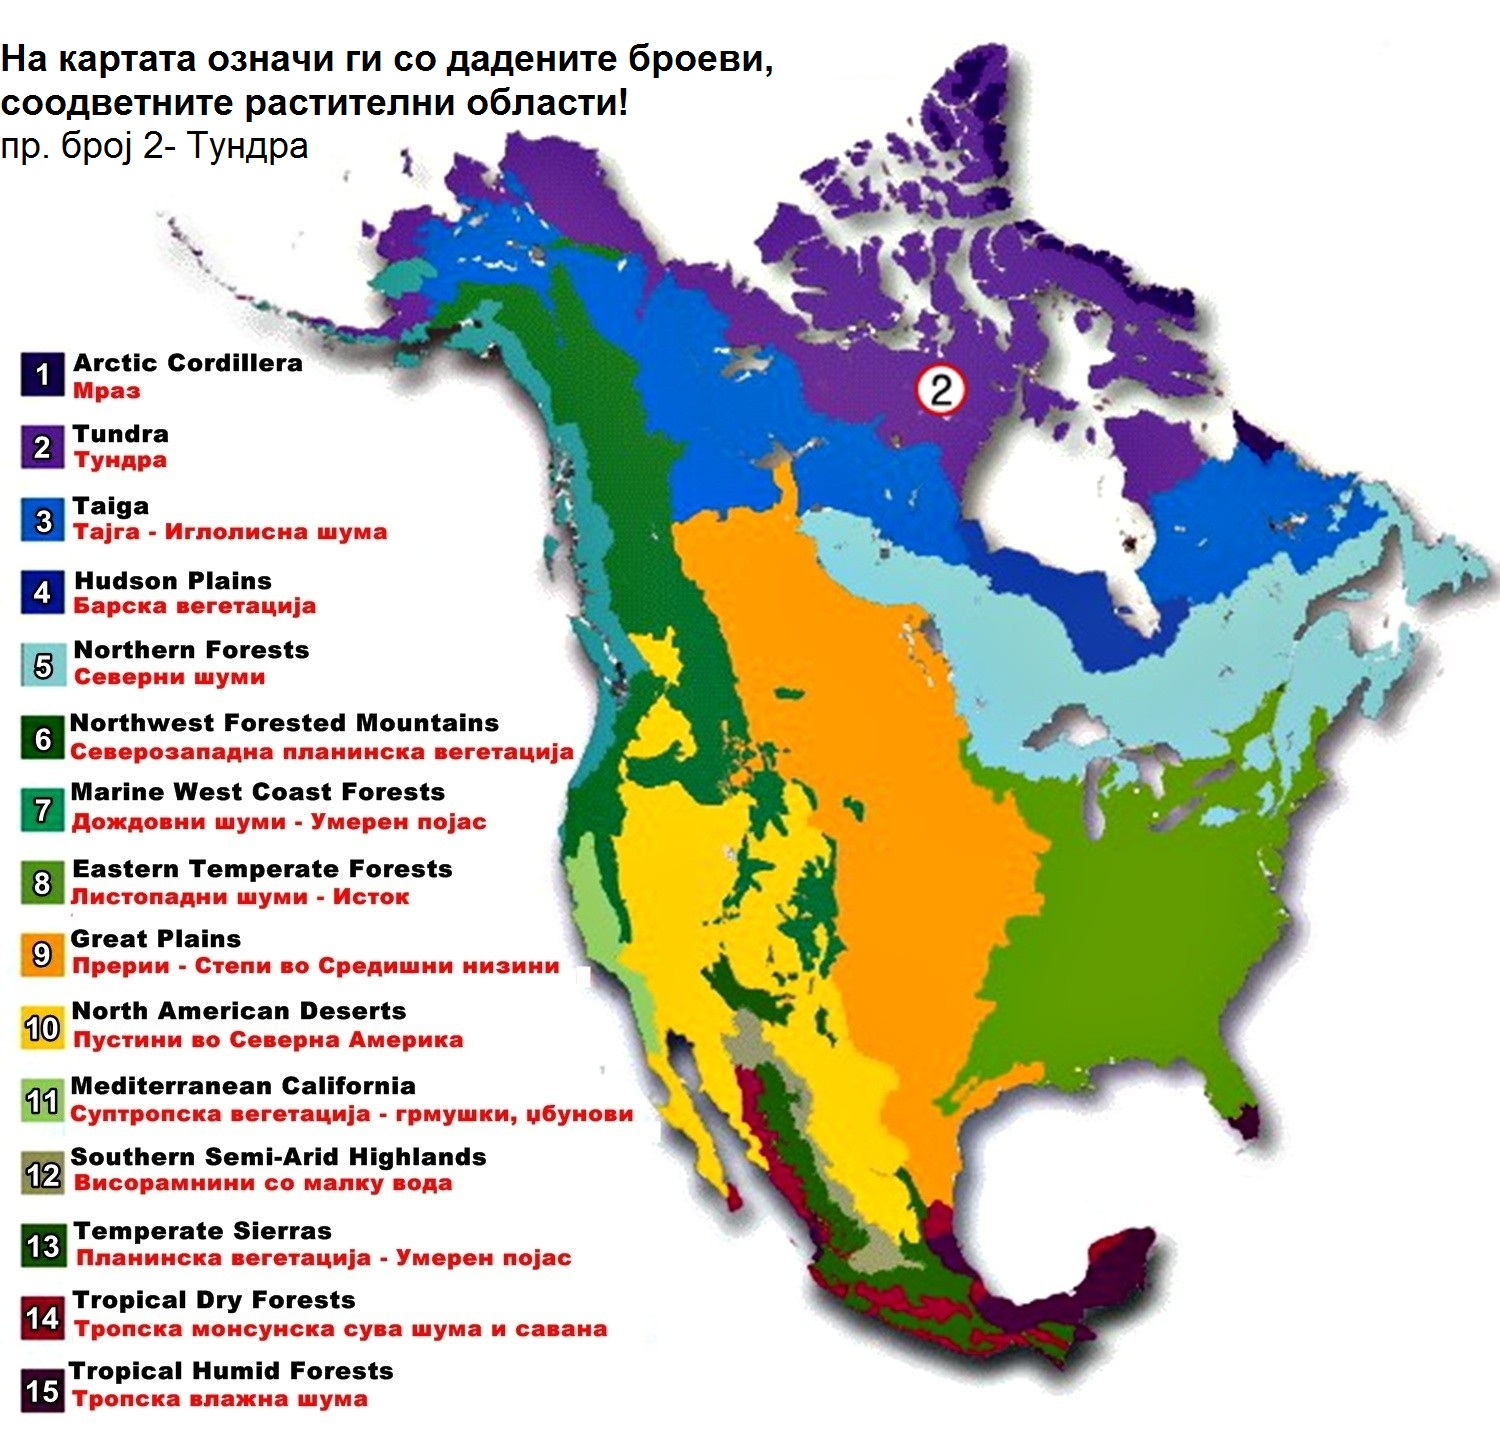 На картата означи ги со дадените броеви,
соодветните растителни области!
пр. број 2- Тундра
2
1 Arctic Cordillera
Мраз
2 Tundra
Тундра
3 Taiga
Тајга - Иглолисна шума
4 Hudson Plains
Барска вегетација
5 Northern Forests
Северни шуми
6 Northwest Forested Mountains
Северозападна планинска вегетација
7 Marine West Coast Forests
Дождовни шуми - Умерен појас
8 Eastern Temperate Forests
Листопадни шуми - Исток
9 Great Plains
Прерии - Степи во Средишни низини
10 North American Deserts
Пустини во Северна Америка
11 Mediterranean California
Суптропска вегетација - грмушки, џбунови
12 Southern Semi-Arid Highlands
Висорамнини со малку вода
13 Temperate Sierras
Планинска вегетација - Умерен појас
14 Tropical Dry Forests
Тропска монсунска сува шума и савана
15 Tropical Humid Forests
Тропска влажна шума